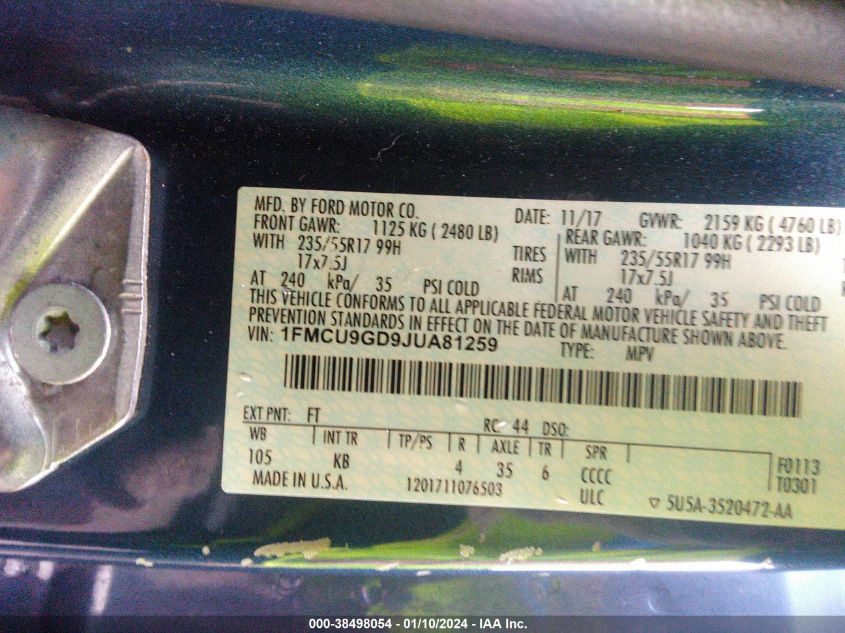 MFD. BY FORD MOTOR CO.
DATE: 11/17 GVWR: 2159 KG ( 4760 LB)
FRONT GAWR: 1125 KG ( 2480 LB)
REAR GAWR: 1040 KG ( 2293 LB)
WITH 235/55R17 99H TIRES
WITH 235/55R17 99H
17x7.5J RIMS
17x7.5J
AT 240 kPa/ 35 PSI COLD
AT 240 kPa/ 35 PSI COLD
THIS VEHICLE CONFORMS TO ALL APPLICABLE FEDERAL MOTOR VEHICLE SAFETY AND THEFT
PREVENTION STANDARDS IN EFFECT ON THE DATE OF MANUFACTURE SHOWN ABOVE.
VIN: 1FMCU9GD9JUA81259
TYPE: MPV
EXT PNT: FT RC: 44 DSO:
WB INT TR TP/PS R AXLE TR SPR
105 KB 4 35 6 CCCC
F0113
T0301
MADE IN U.S.A. 1201711076503 ULC
▽ 5U5A-3520472-AA
000-38498054 - 01/10/2024 - IAA Inc.